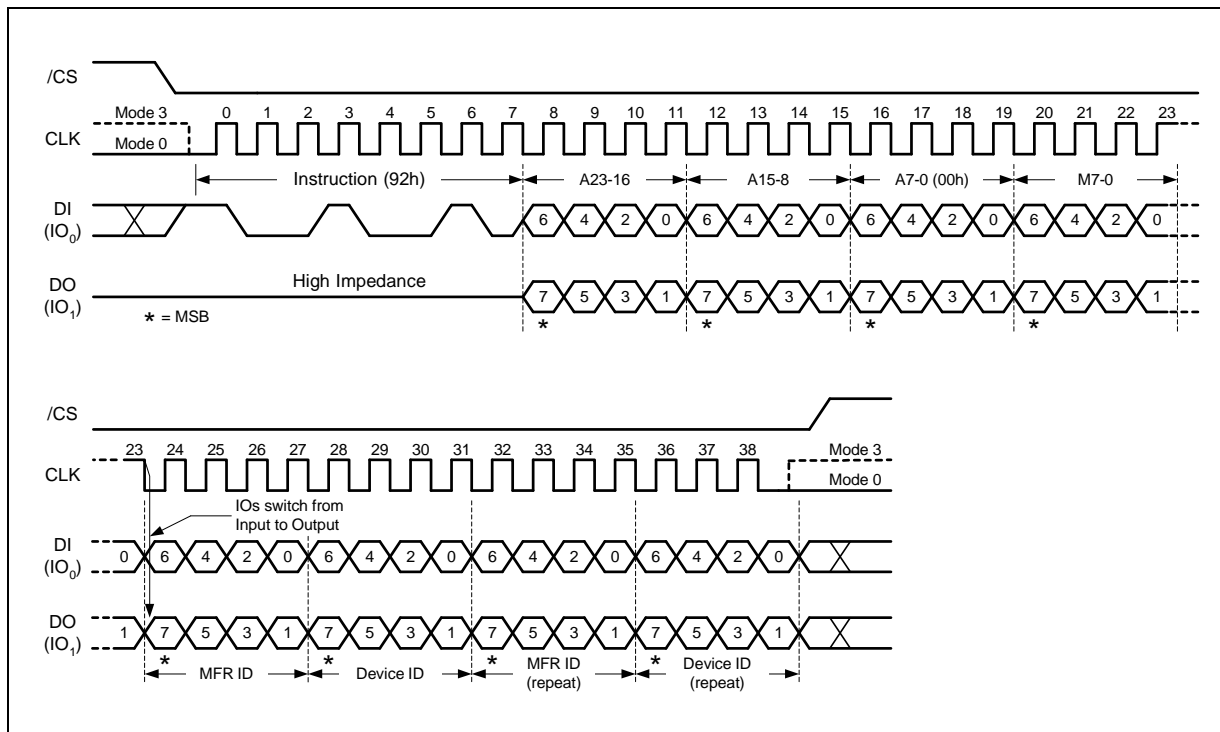 /CS
Mode 3 0 1 2 3 4 5 6 7 8 9 10 11 12 13 14 15 16 17 18 19 20 21 22 23
CLK Mode 0
Instruction (92h) A23-16 A15-8 A7-0 (00h) M7-0
DI
(IO0) 6 4 2 0 6 4 2 0 6 4 2 0 6 4 2 0
High Impedance
DO
(IO1) 7 5 3 1 7 5 3 1 7 5 3 1 7 5 3 1
* = MSB * * * *
/CS
23 24 25 26 27 28 29 30 31 32 33 34 35 36 37 38 Mode 3
CLK Mode 0
IOs switch from
Input to Output
DI
(IO0) 0 6 4 2 0 6 4 2 0 6 4 2 0 6 4 2 0
DO
(IO1) 1 7 5 3 1 7 5 3 1 7 5 3 1 7 5 3 1
* * * *
MFR ID Device ID MFR ID Device ID
(repeat) (repeat)